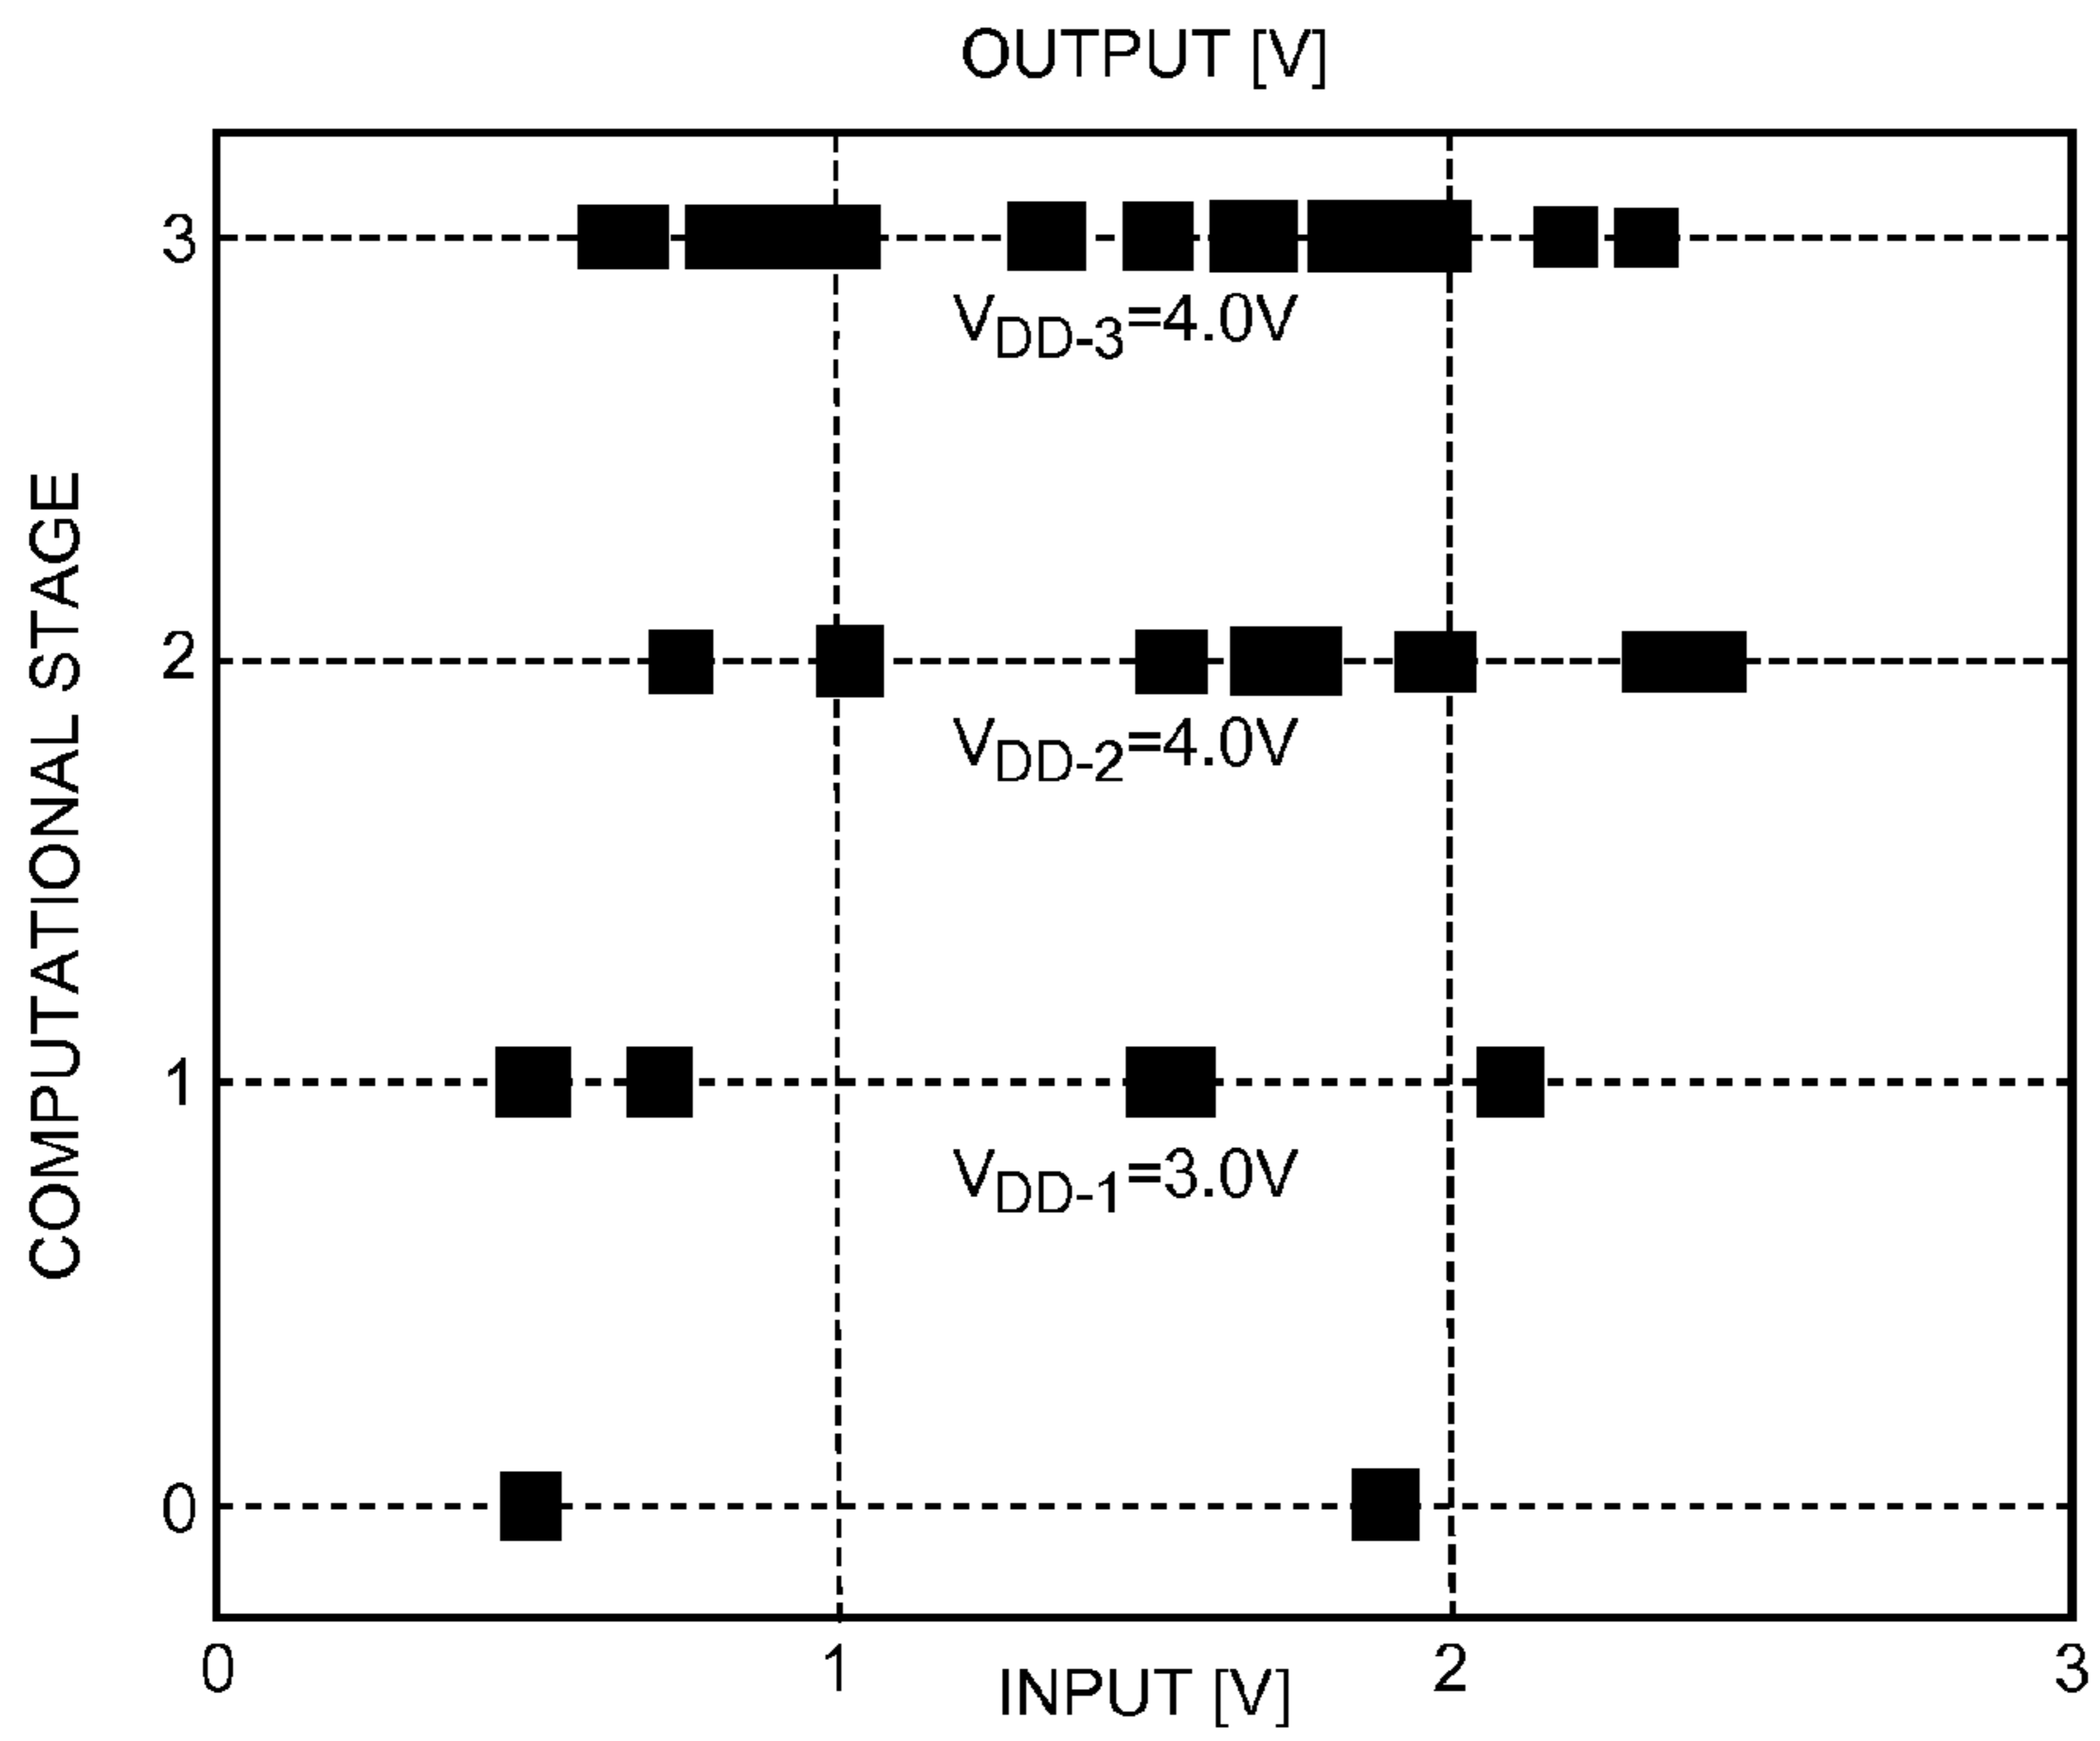 OUTPUT [V]
3
VDD-3=4.0V
2
VDD-2=4.0V
1
VDD-1=3.0V
0
COMPUTATIONAL STAGE
0 1 2 3
INPUT [V]